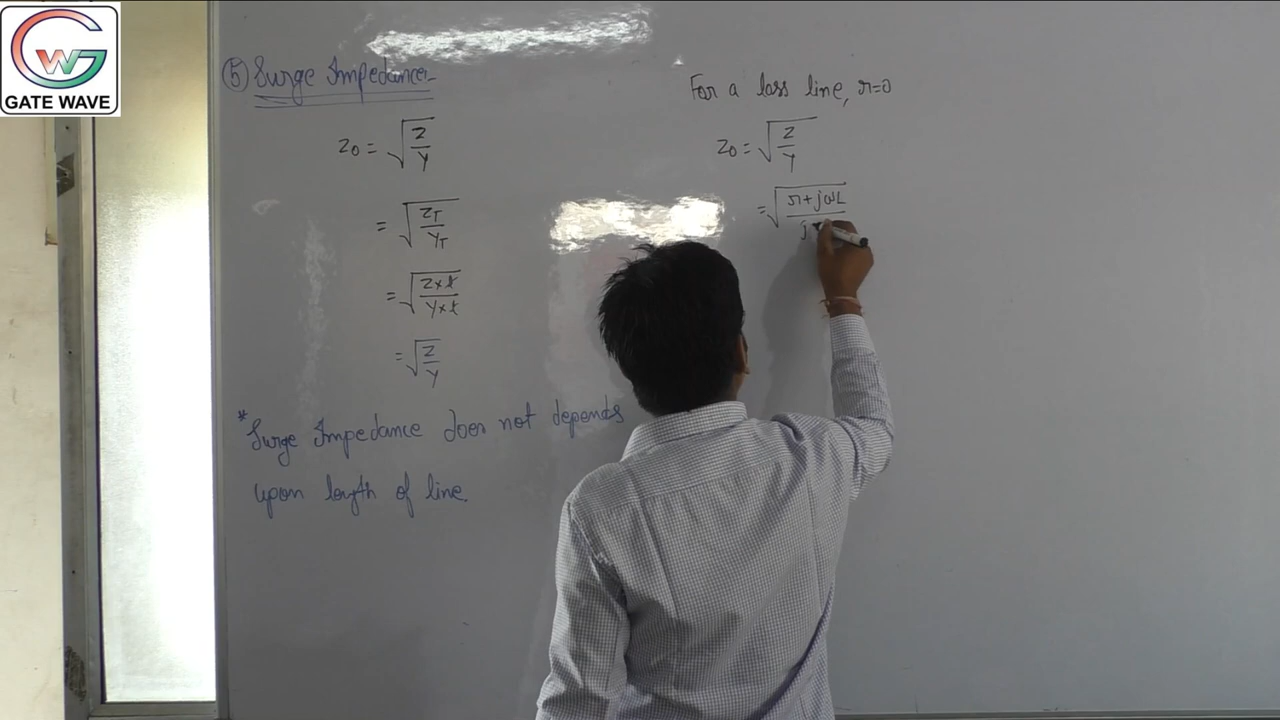 GATE WAVE
⑤ Surge Impedance:-
Z0 = √(Z/Y)
= √(ZT/YT)
= √(Z×l/Y×l)
= √(Z/Y)
* Surge Impedance does not depends
upon length of line.
For a loss line, r=0
Z0 = √(Z/Y)
= √(r+jωL/j